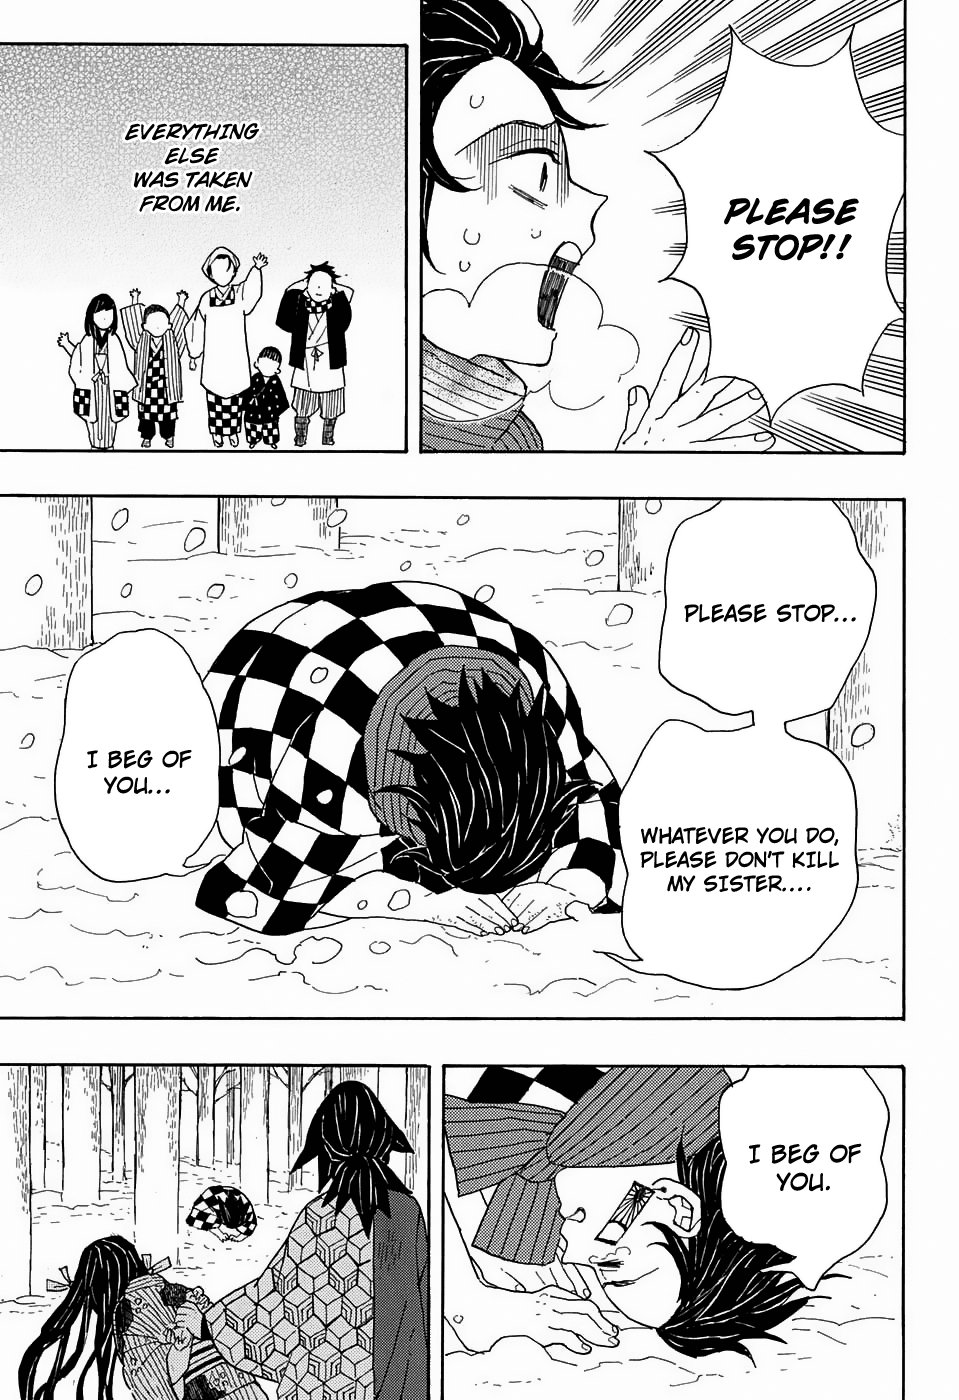 PLEASE
STOP!!
EVERYTHING
ELSE
WAS TAKEN
FROM ME.
PLEASE STOP...
WHATEVER YOU DO,
PLEASE DON'T KILL
MY SISTER....
I BEG OF
YOU...
I BEG OF
YOU.